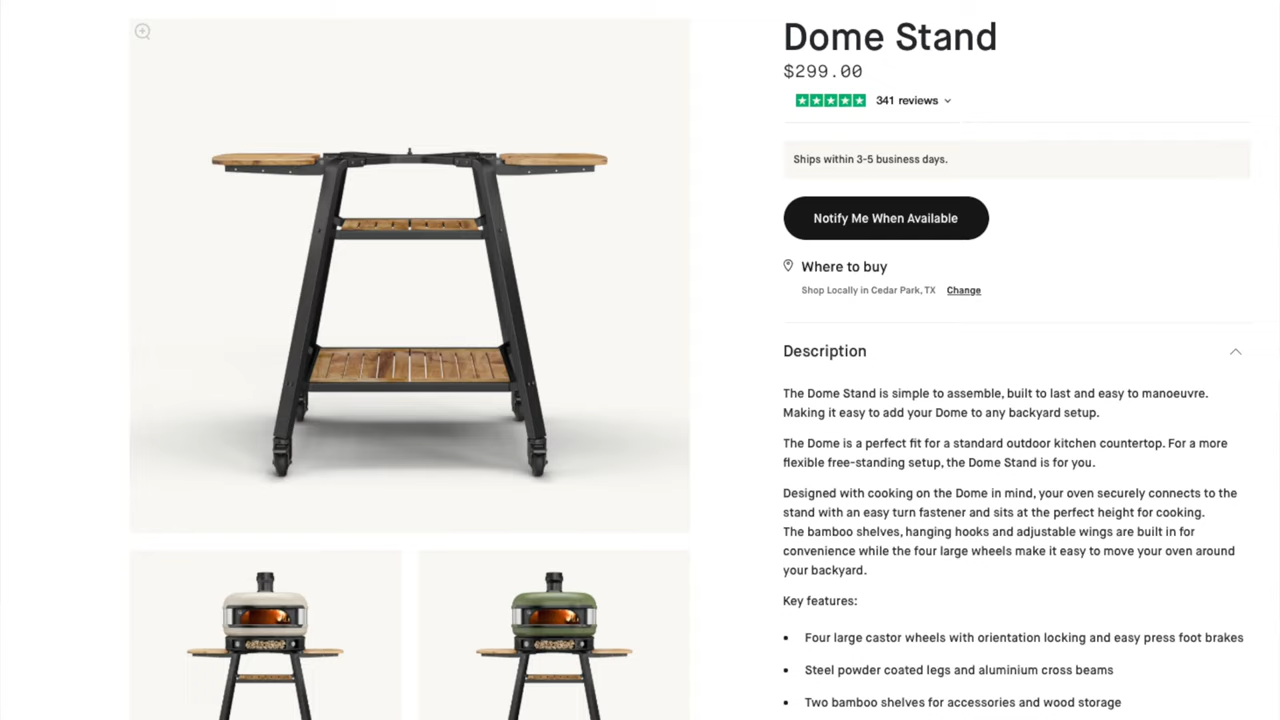 Dome Stand
$299.00
341 reviews
Ships within 3-5 business days.
Notify Me When Available
Where to buy
Shop Locally in Cedar Park, TX Change
Description
The Dome Stand is simple to assemble, built to last and easy to manoeuvre.
Making it easy to add your Dome to any backyard setup.
The Dome is a perfect fit for a standard outdoor kitchen countertop. For a more
flexible free-standing setup, the Dome Stand is for you.
Designed with cooking on the Dome in mind, your oven securely connects to the
stand with an easy turn fastener and sits at the perfect height for cooking.
The bamboo shelves, hanging hooks and adjustable wings are built in for
convenience while the four large wheels make it easy to move your oven around
your backyard.
Key features:
• Four large castor wheels with orientation locking and easy press foot brakes
• Steel powder coated legs and aluminium cross beams
• Two bamboo shelves for accessories and wood storage